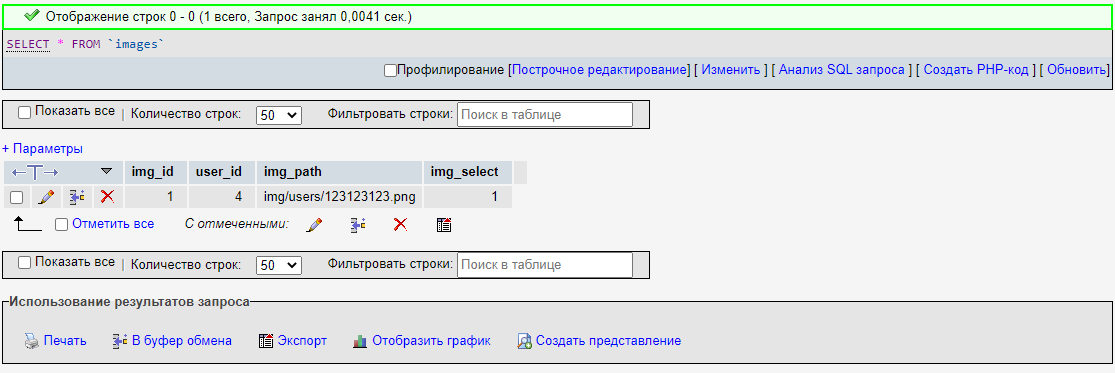 Отображение строк 0 - 0 (1 всего, Запрос занял 0,0041 сек.)
SELECT * FROM `images`
Профилирование [Построчное редактирование] [ Изменить ] [ Анализ SQL запроса ] [ Создать PHP-код ] [ Обновить]
Показать все | Количество строк: 50 Фильтровать строки: Поиск в таблице
+ Параметры
←T→ img_id user_id img_path img_select
1 4 img/users/123123123.png 1
Отметить все С отмеченными:
Показать все | Количество строк: 50 Фильтровать строки: Поиск в таблице
Использование результатов запроса
Печать В буфер обмена Экспорт Отобразить график Создать представление